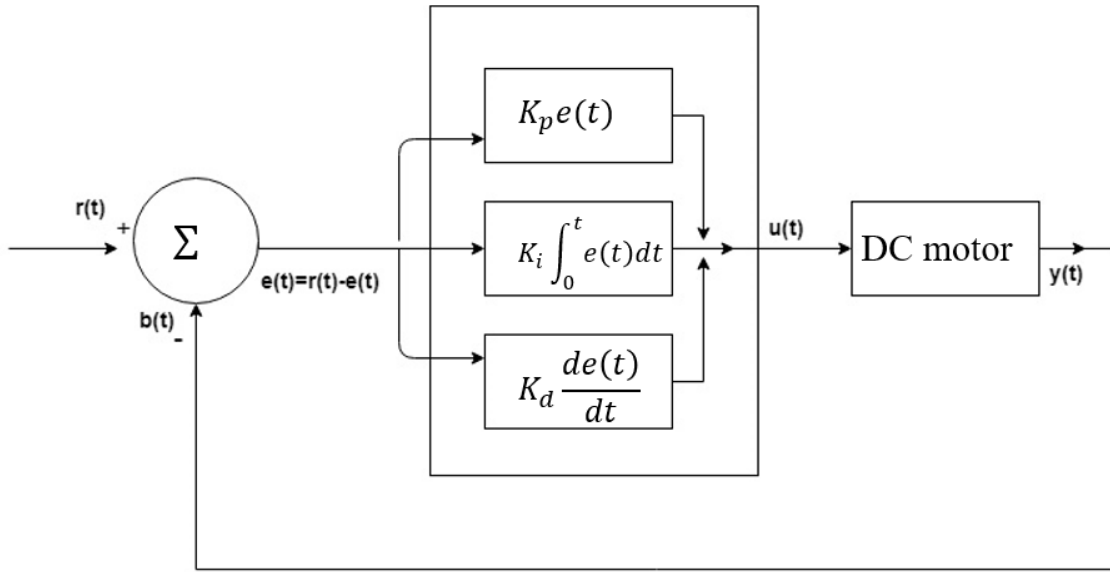 K_p e(t)
r(t)
+
Σ
K_i ∫_0^t e(t)dt
u(t)
DC motor
e(t)=r(t)-e(t)
y(t)
b(t)
-
K_d de(t)/dt